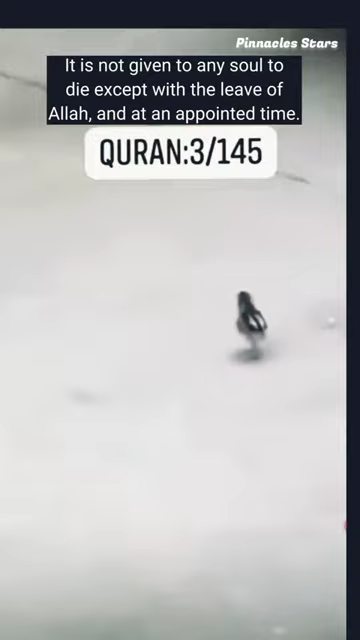 Pinnacles Stars
It is not given to any soul to
die except with the leave of
Allah, and at an appointed time.
QURAN:3/145